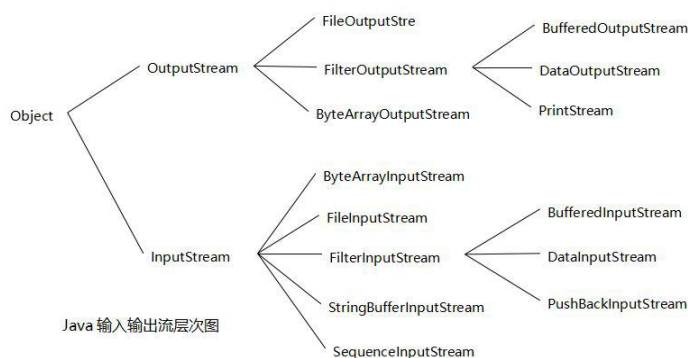 FileOutputStre
BufferedOutputStream
OutputStream
FilterOutputStream
DataOutputStream
Object
ByteArrayOutputStream
PrintStream
ByteArrayInputStream
FileInputStream
BufferedInputStream
InputStream
FilterInputStream
DataInputStream
StringBufferInputStream
PushBackInputStream
Java 输入输出流层次图
SequenceInputStream